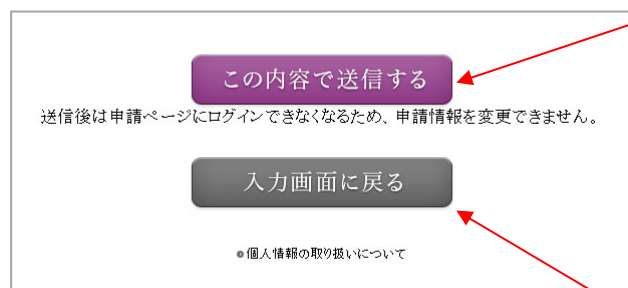 この内容で送信する
送信後は申請ページにログインできなくなるため、申請情報を変更できません。
入力画面に戻る
個人情報の取り扱いについて